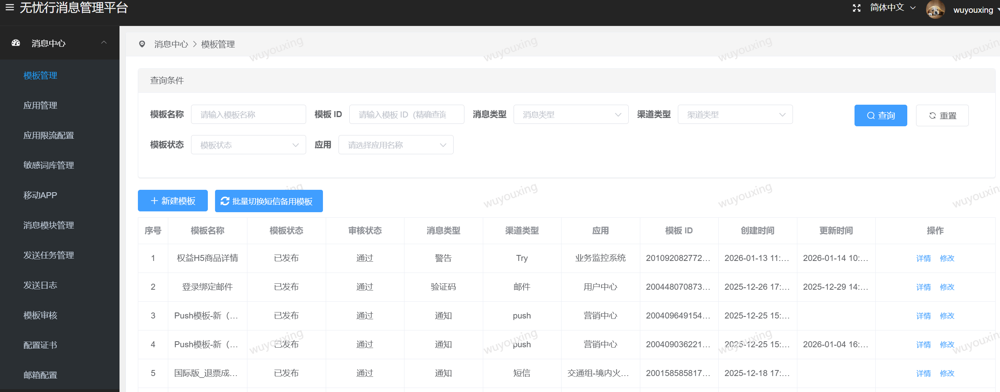 无忧行消息管理平台
简体中文
wuyouxing
消息中心
模板管理
应用管理
应用限流配置
敏感词库管理
移动APP
消息模块管理
发送任务管理
发送日志
模板审核
配置证书
邮箱配置
消息中心 > 模板管理
查询条件
模板名称 请输入模板名称 模板 ID 请输入模板 ID（精确查询 消息类型 消息类型 渠道类型 渠道类型 查询 重置
模板状态 模板状态 应用 请选择应用名称
+ 新建模板 批量切换短信备用模板
序号 模板名称 模板状态 审核状态 消息类型 渠道类型 应用 模板 ID 创建时间 更新时间 操作
1 权益H5商品详情 已发布 通过 警告 Try 业务监控系统 201092082772... 2026-01-13 11:... 2026-01-14 10:... 详情 修改
2 登录绑定邮件 已发布 通过 验证码 邮件 用户中心 200448070873... 2025-12-26 17:... 2025-12-29 14:... 详情 修改
3 Push模板-新（... 已发布 通过 通知 push 营销中心 200409649154... 2025-12-25 15:... 详情 修改
4 Push模板-新（... 已发布 通过 通知 push 营销中心 200409036221... 2025-12-25 15:... 2026-01-04 16:... 详情 修改
5 国际版_退票成... 已发布 通过 通知 短信 交通组-境内火... 200158585817... 2025-12-18 17:... 详情 修改
wuyouxing
wuyouxing
wuyouxing
wuyouxing
wuyouxing
wuyouxing
wuyouxing
wuyouxing